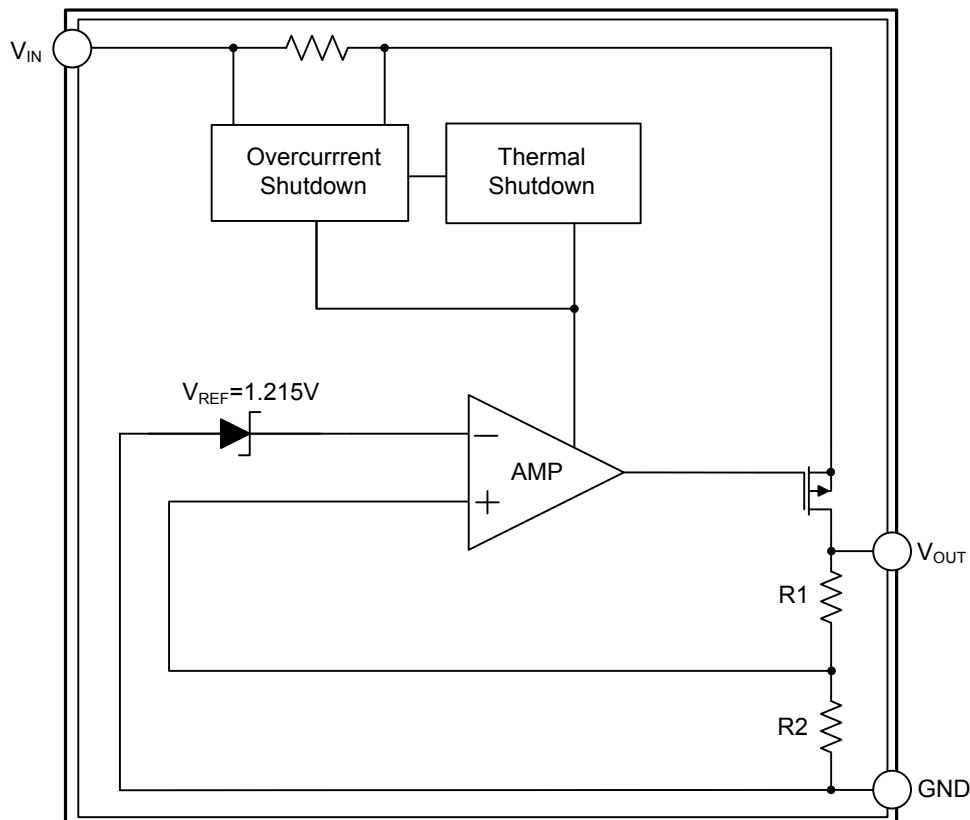 V_IN
Overcurrrent
Shutdown
Thermal
Shutdown
V_REF=1.215V
−
AMP
+
V_OUT
R1
R2
GND